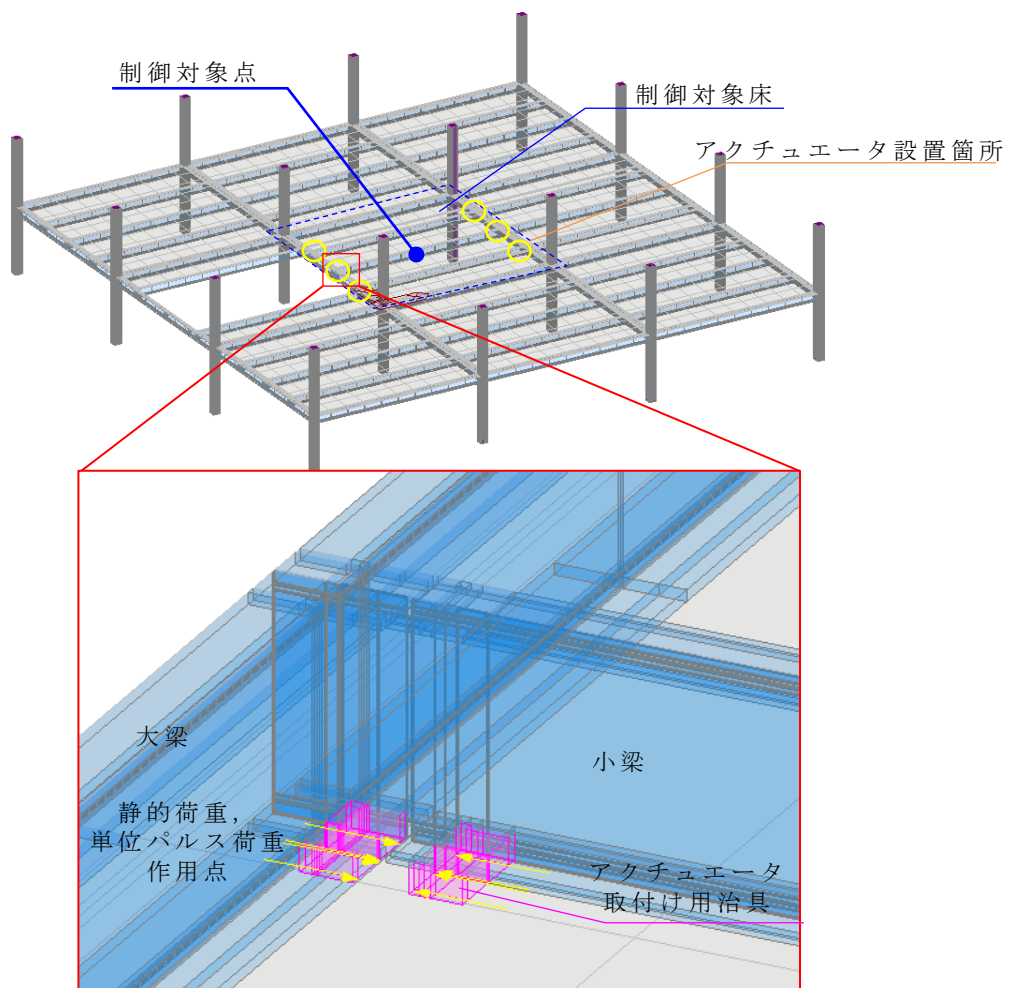 制御対象点
制御対象床
アクチュエータ設置箇所
大梁
小梁
静的荷重,
単位パルス荷重
作用点
アクチュエータ
取付け用治具